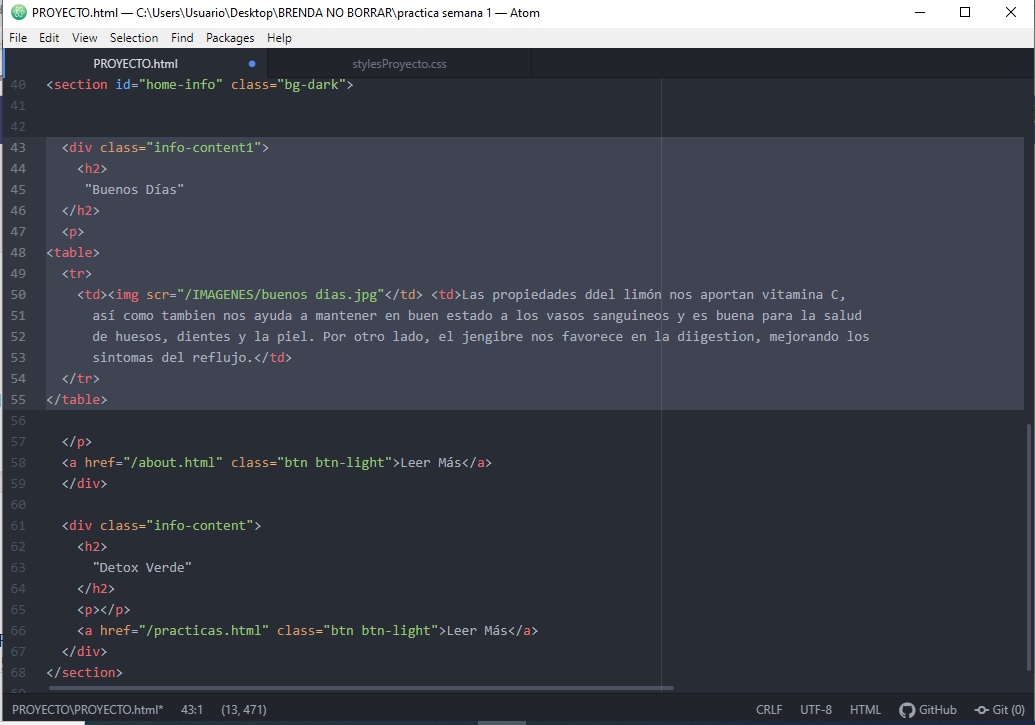 PROYECTO.html — C:\Users\Usuario\Desktop\BRENDA NO BORRAR\practica semana 1 — Atom
File Edit View Selection Find Packages Help
PROYECTO.html stylesProyecto.css
40 <section id="home-info" class="bg-dark">
41
42
43 <div class="info-content1">
44 <h2>
45 "Buenos Días"
46 </h2>
47 <p>
48 <table>
49 <tr>
50 <td><img scr="/IMAGENES/buenos dias.jpg"</td> <td>Las propiedades ddel limón nos aportan vitamina C,
51 así como tambien nos ayuda a mantener en buen estado a los vasos sanguineos y es buena para la salud
52 de huesos, dientes y la piel. Por otro lado, el jengibre nos favorece en la diigestion, mejorando los
53 sintomas del reflujo.</td>
54 </tr>
55 </table>
56
57 </p>
58 <a href="/about.html" class="btn btn-light">Leer Más</a>
59 </div>
60
61 <div class="info-content">
62 <h2>
63 "Detox Verde"
64 </h2>
65 <p></p>
66 <a href="/practicas.html" class="btn btn-light">Leer Más</a>
67 </div>
68 </section>
69
PROYECTO\PROYECTO.html* 43:1 (13, 471) CRLF UTF-8 HTML GitHub Git (0)